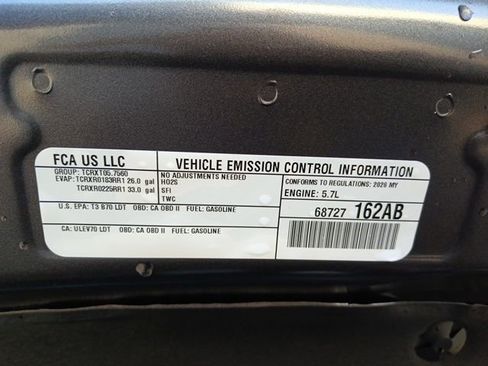 FCA US LLC
VEHICLE EMISSION CONTROL INFORMATION
GROUP: TCRXT05.7560
EVAP: TCRXR0183RR1 26.0 gal
TCRXR0225RR1 33.0 gal
NO ADJUSTMENTS NEEDED
HO2S
SFI
TWC
CONFORMS TO REGULATIONS: 2026 MY
ENGINE: 5.7L
U.S. EPA: T3 B70 LDT OBD: CA OBD II FUEL: GASOLINE
CA: ULEV70 LDT OBD: CA OBD II FUEL: GASOLINE
68727 162AB